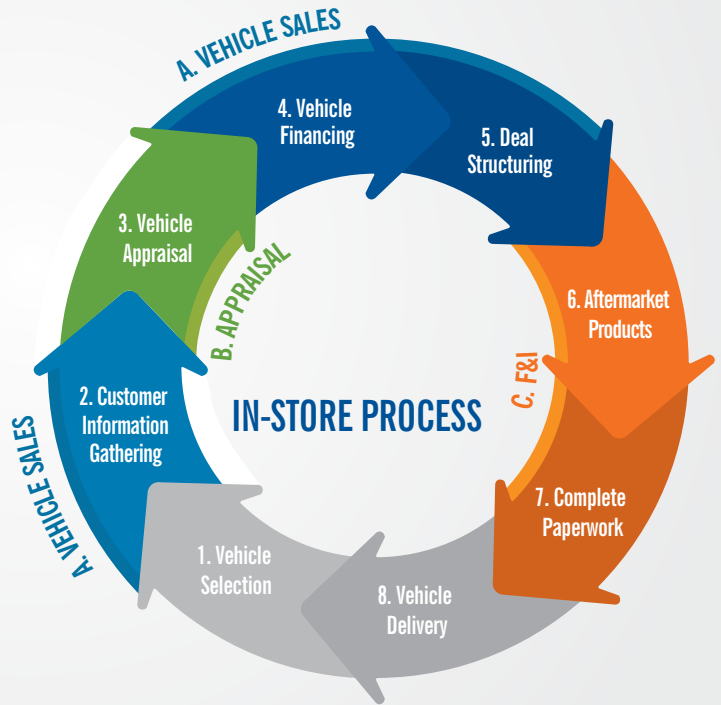 A. VEHICLE SALES
4. Vehicle
Financing
5. Deal
Structuring
3. Vehicle
Appraisal
B. APPRAISAL
6. Aftermarket
Products
C. F&I
IN-STORE PROCESS
2. Customer
Information
Gathering
A. VEHICLE SALES
7. Complete
Paperwork
1. Vehicle
Selection
8. Vehicle
Delivery